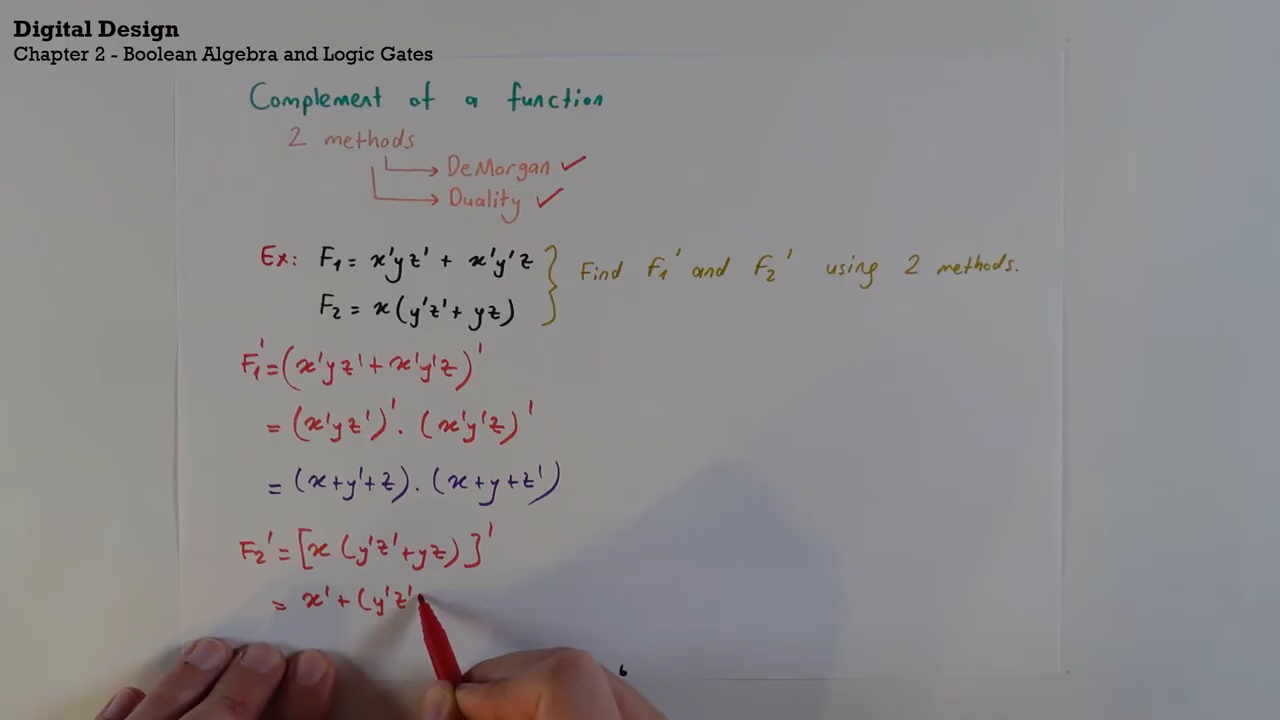 Digital Design
Chapter 2 - Boolean Algebra and Logic Gates
Complement of a function
2 methods
DeMorgan ✓
Duality ✓
Ex: F₁ = x'yz' + x'y'z } Find F₁' and F₂' using 2 methods.
F₂ = x(y'z' + yz)
F₁' = (x'yz' + x'y'z)'
= (x'yz')' . (x'y'z)'
= (x+y'+z) . (x+y+z')
F₂' = [x (y'z'+yz)]'
= x' + (y'z'
6